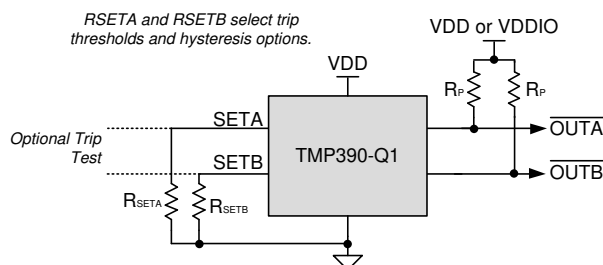 RSETA and RSETB select trip
thresholds and hysteresis options.
VDD or VDDIO
VDD
RP
RP
SETA
OUTA
Optional Trip
Test
SETB
TMP390-Q1
OUTB
RSETA
RSETB